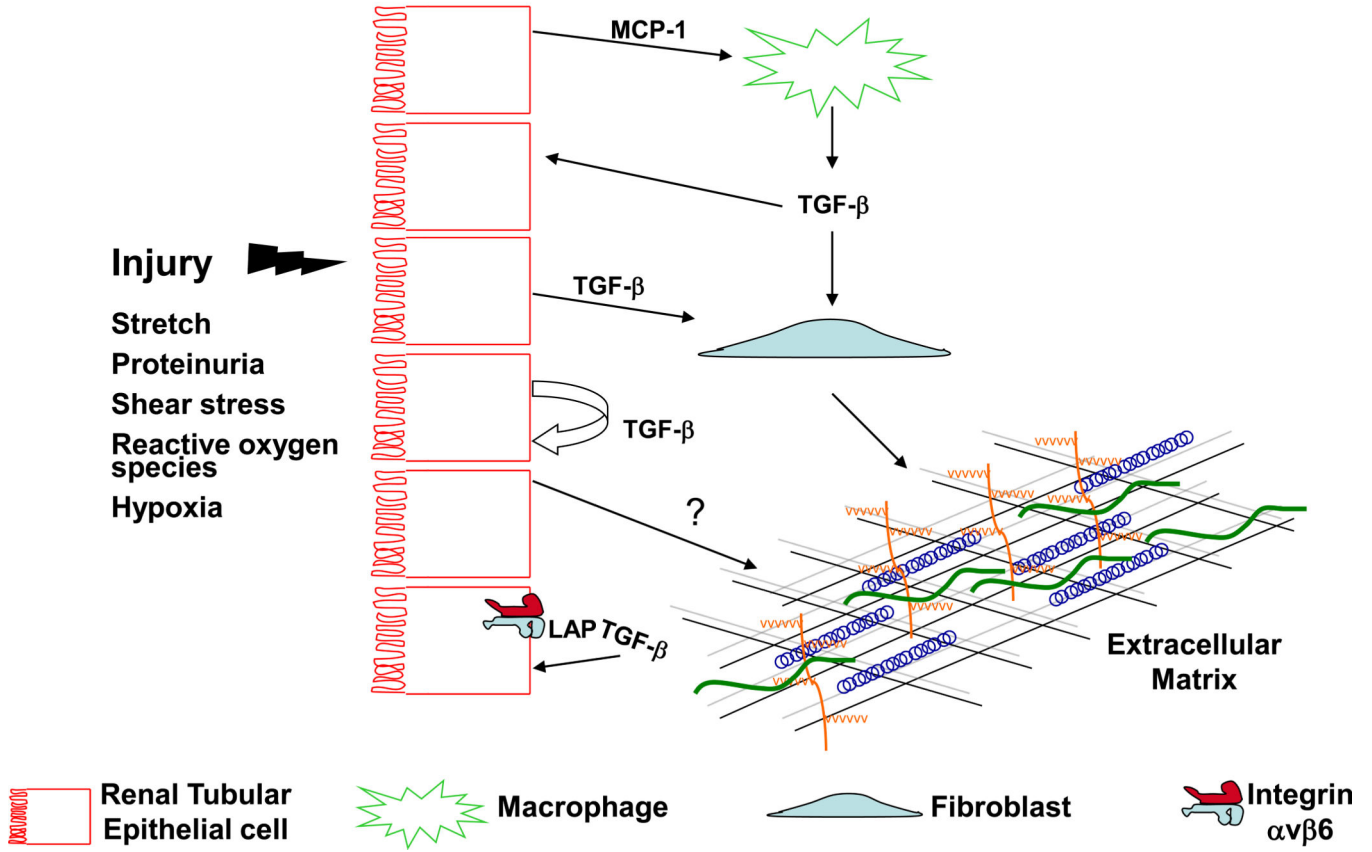 MCP-1
TGF-β
Injury
TGF-β
Stretch
Proteinuria
Shear stress
Reactive oxygen
species
Hypoxia
TGF-β
?
LAP TGF-β
Extracellular
Matrix
Renal Tubular
Epithelial cell
Macrophage
Fibroblast
Integrin
αvβ6